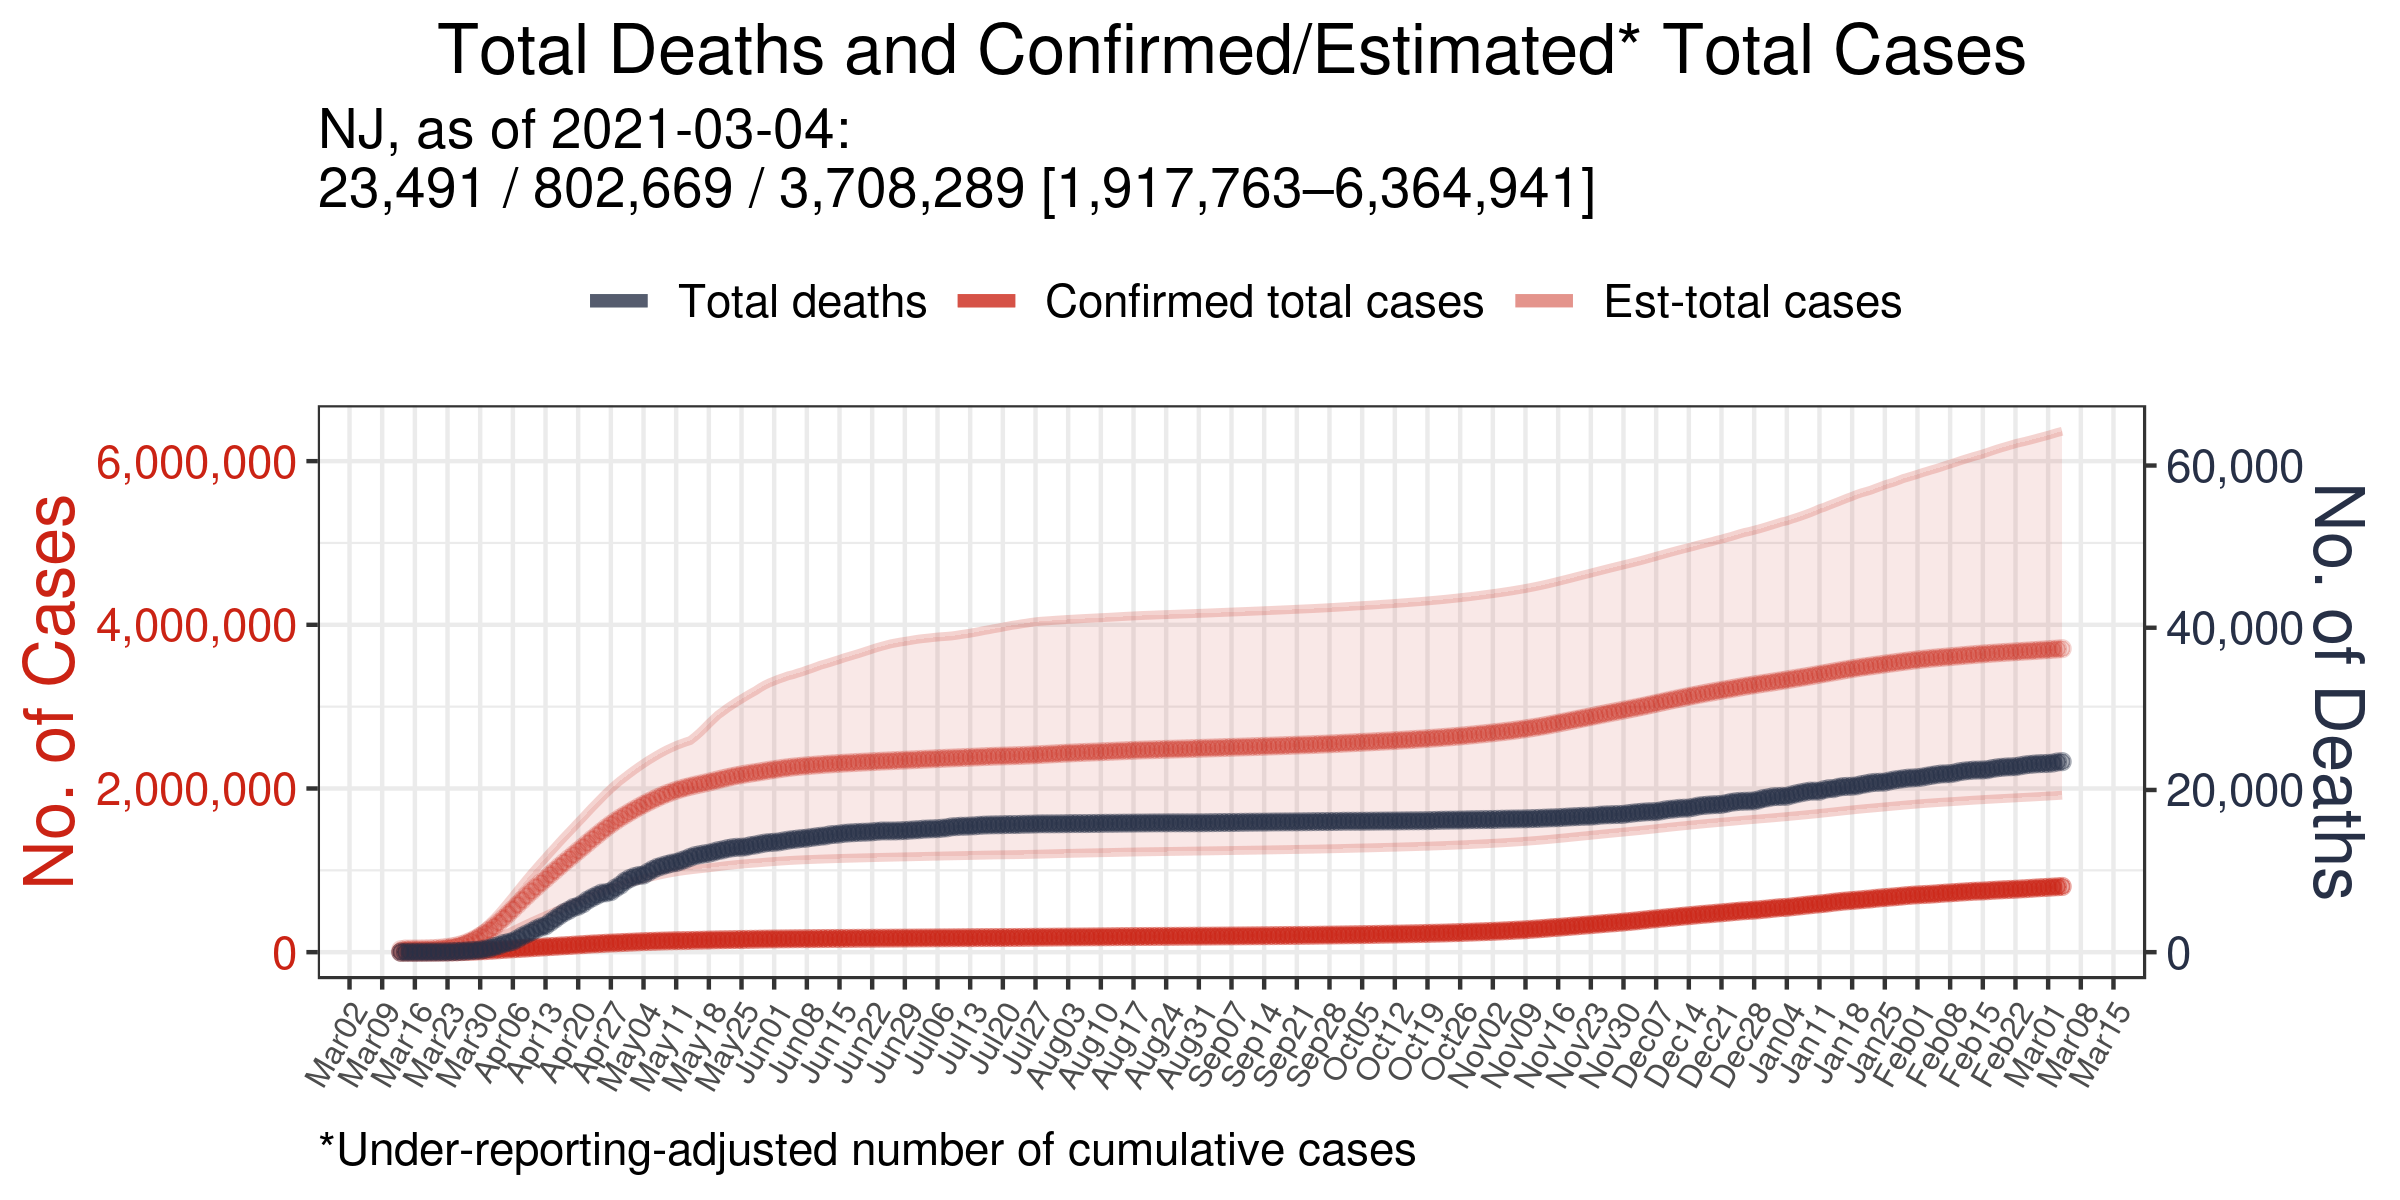 Total Deaths and Confirmed/Estimated* Total Cases
NJ, as of 2021-03-04:
23,491 / 802,669 / 3,708,289 [1,917,763–6,364,941]
Total deaths
Confirmed total cases
Est-total cases
No. of Cases
6,000,000
4,000,000
2,000,000
0
60,000
40,000
20,000
0
No. of Deaths
Mar02
Mar09
Mar16
Mar23
Mar30
Apr06
Apr13
Apr20
Apr27
May04
May11
May18
May25
Jun01
Jun08
Jun15
Jun22
Jun29
Jul06
Jul13
Jul20
Jul27
Aug03
Aug10
Aug17
Aug24
Aug31
Sep07
Sep14
Sep21
Sep28
Oct05
Oct12
Oct19
Oct26
Nov02
Nov09
Nov16
Nov23
Nov30
Dec07
Dec14
Dec21
Dec28
Jan04
Jan11
Jan18
Jan25
Feb01
Feb08
Feb15
Feb22
Mar01
Mar08
Mar15
*Under-reporting-adjusted number of cumulative cases